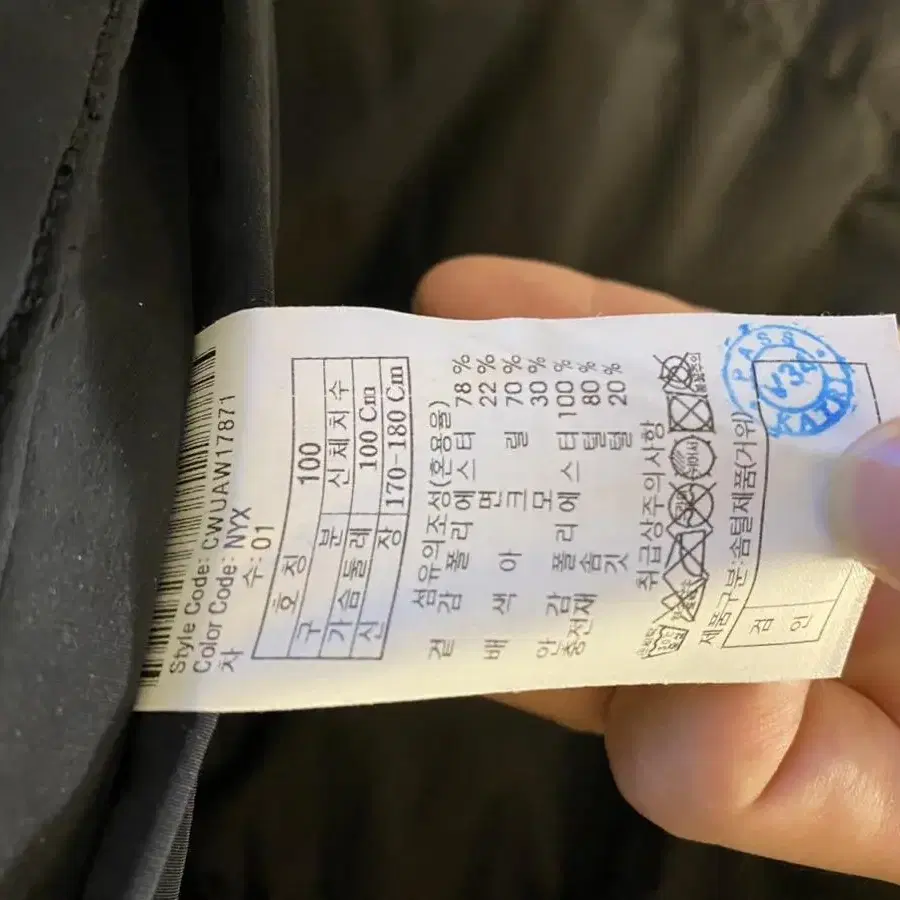 Style Code: CWUAW17871
Color Code: NYX
차 수: 01
호 칭 100
구 분 신체치수
가슴둘레 100 Cm
신 장 170-180 Cm
섬유의조성(혼용율)
겉 감 폴리에스터 78 %
면 22 %
배 색 아크릴 70 %
모 30 %
안 감 폴리에스터 100 %
충전재 솜털 80 %
깃털 20 %
취급상주의사항
제품구분:솜털제품(거위)
검 인
PASS
KATRI